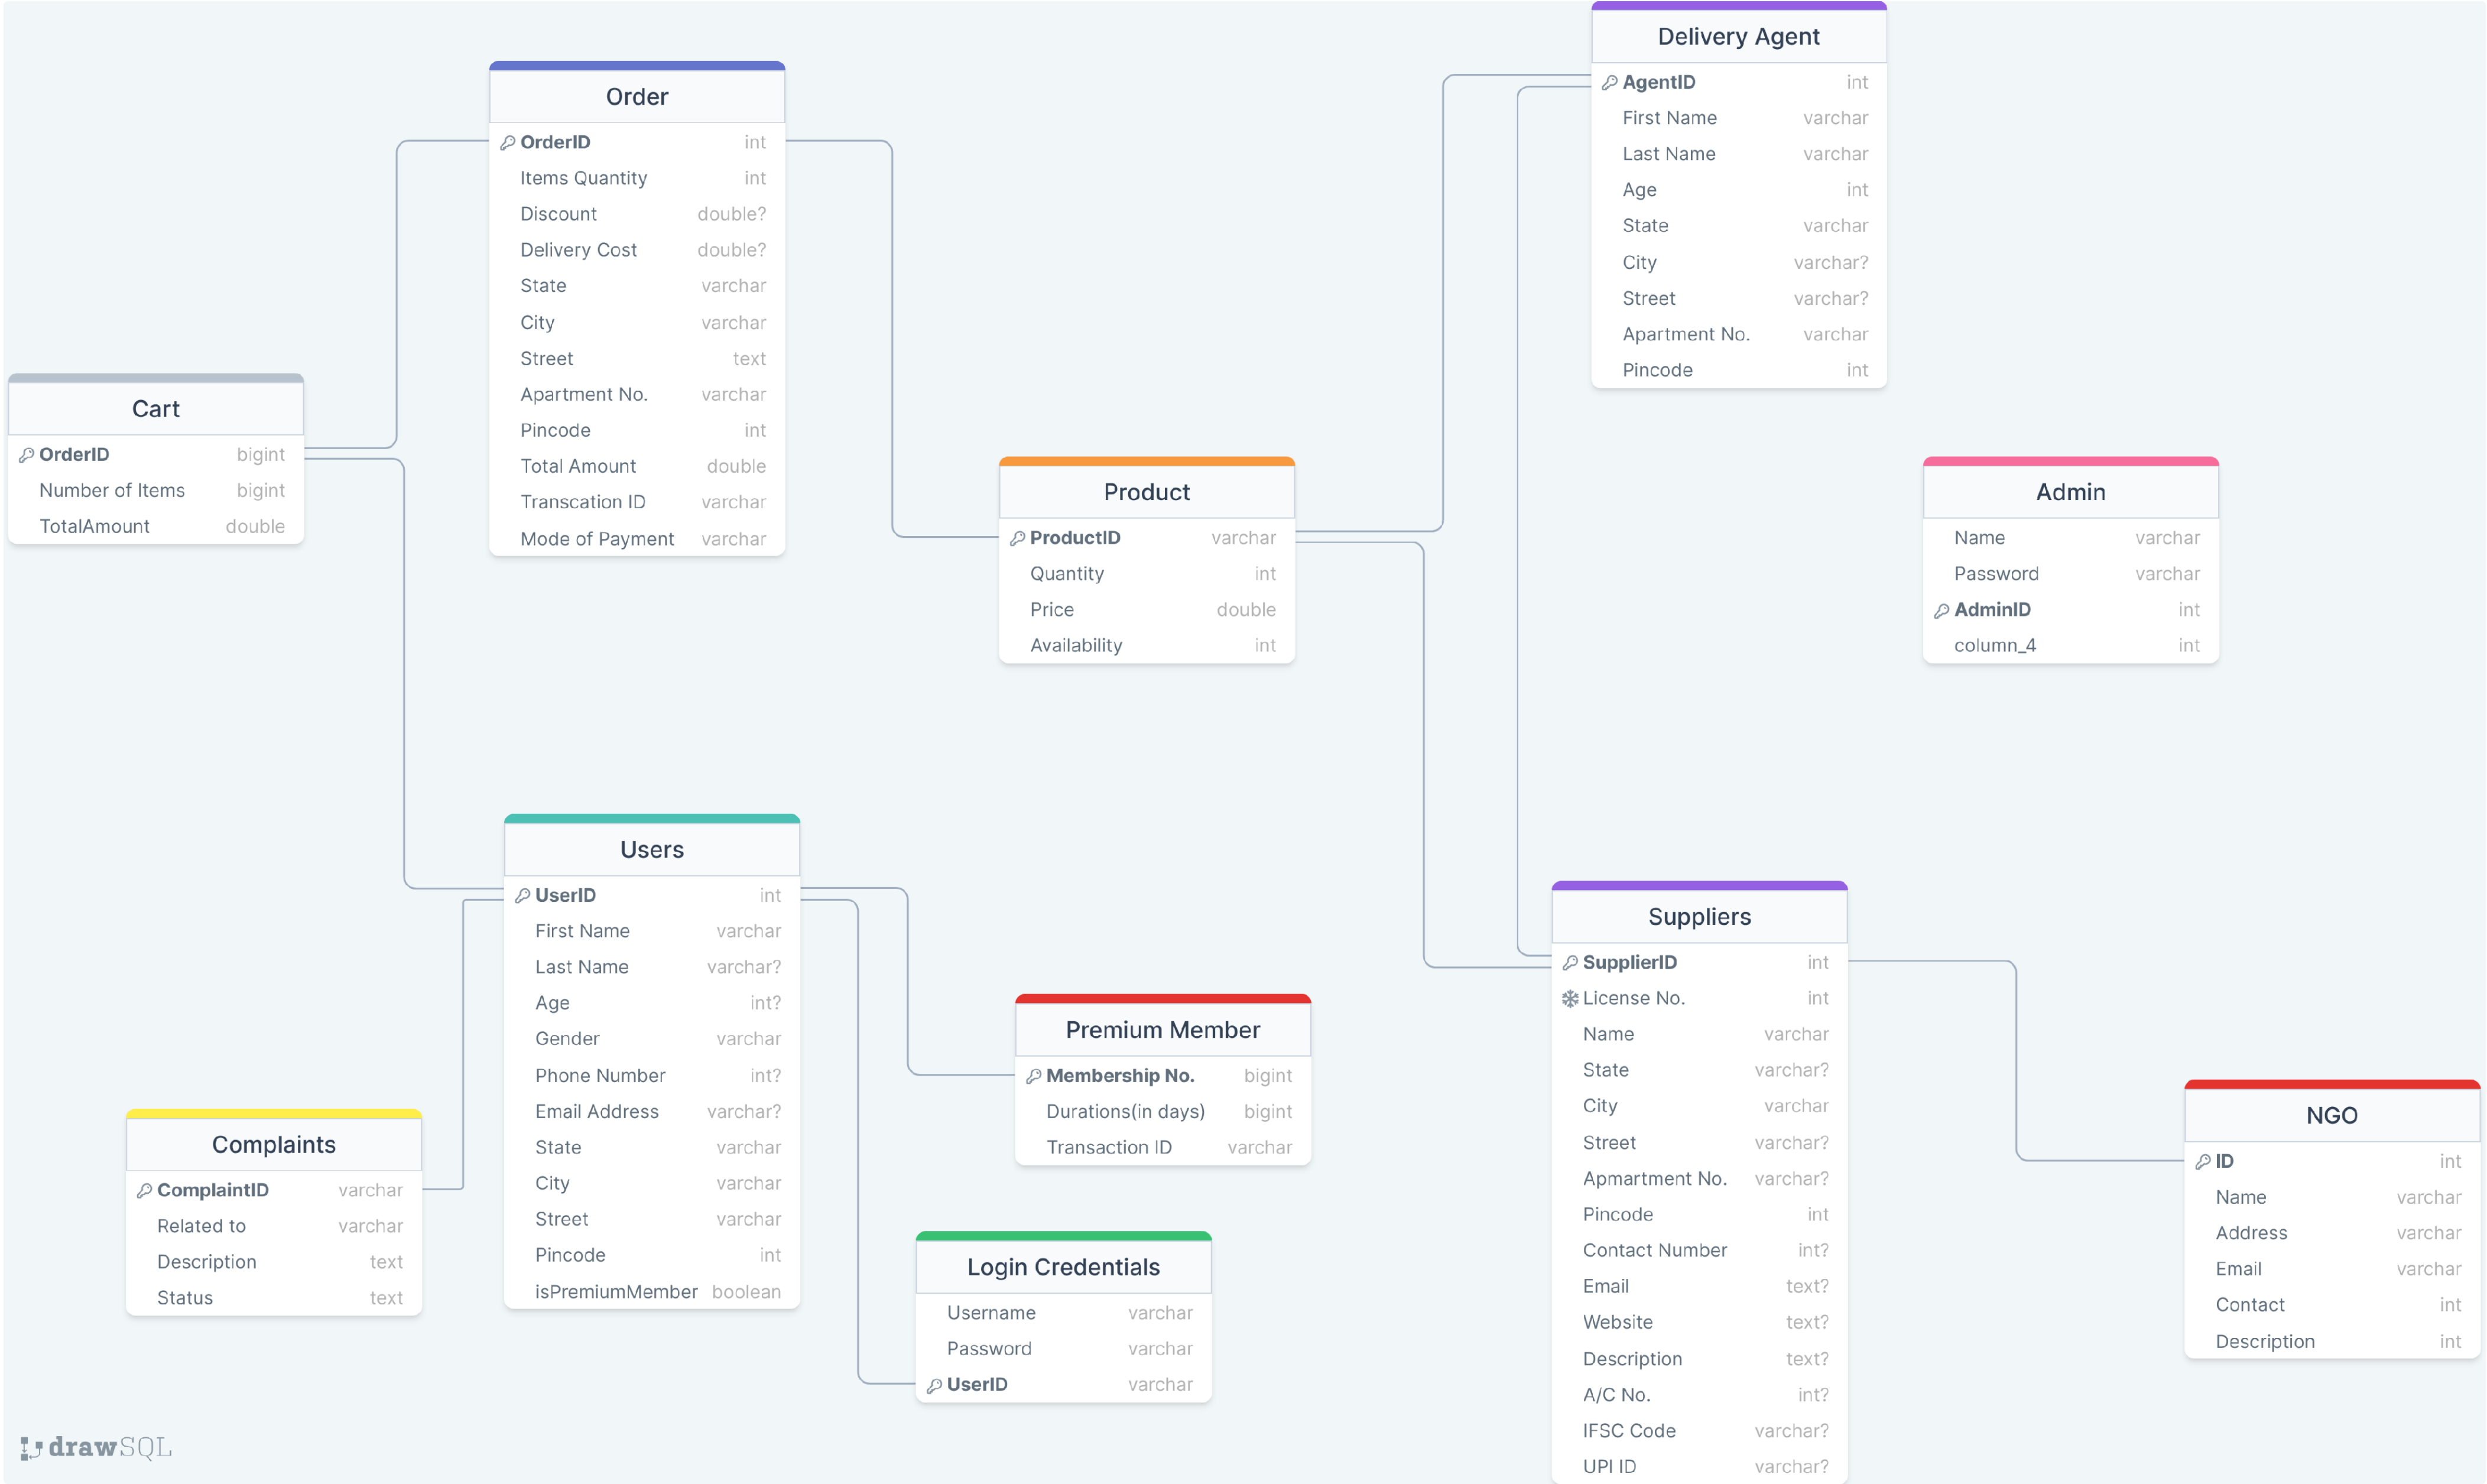 Delivery Agent
AgentID int
First Name varchar
Last Name varchar
Age int
State varchar
City varchar?
Street varchar?
Apartment No. varchar
Pincode int
Order
OrderID int
Items Quantity int
Discount double?
Delivery Cost double?
State varchar
City varchar
Street text
Apartment No. varchar
Pincode int
Total Amount double
Transcation ID varchar
Mode of Payment varchar
Cart
OrderID bigint
Number of Items bigint
TotalAmount double
Product
ProductID varchar
Quantity int
Price double
Availability int
Admin
Name varchar
Password varchar
AdminID int
column_4 int
Users
UserID int
First Name varchar
Last Name varchar?
Age int?
Gender varchar
Phone Number int?
Email Address varchar?
State varchar
City varchar
Street varchar
Pincode int
isPremiumMember boolean
Suppliers
SupplierID int
License No. int
Name varchar
State varchar?
City varchar
Street varchar?
Apmartment No. varchar?
Pincode int
Contact Number int?
Email text?
Website text?
Description text?
A/C No. int?
IFSC Code varchar?
UPI ID varchar?
Premium Member
Membership No. bigint
Durations(in days) bigint
Transaction ID varchar
NGO
ID int
Name varchar
Address varchar
Email varchar
Contact int
Description int
Complaints
ComplaintID varchar
Related to varchar
Description text
Status text
Login Credentials
Username varchar
Password varchar
UserID varchar
drawSQL